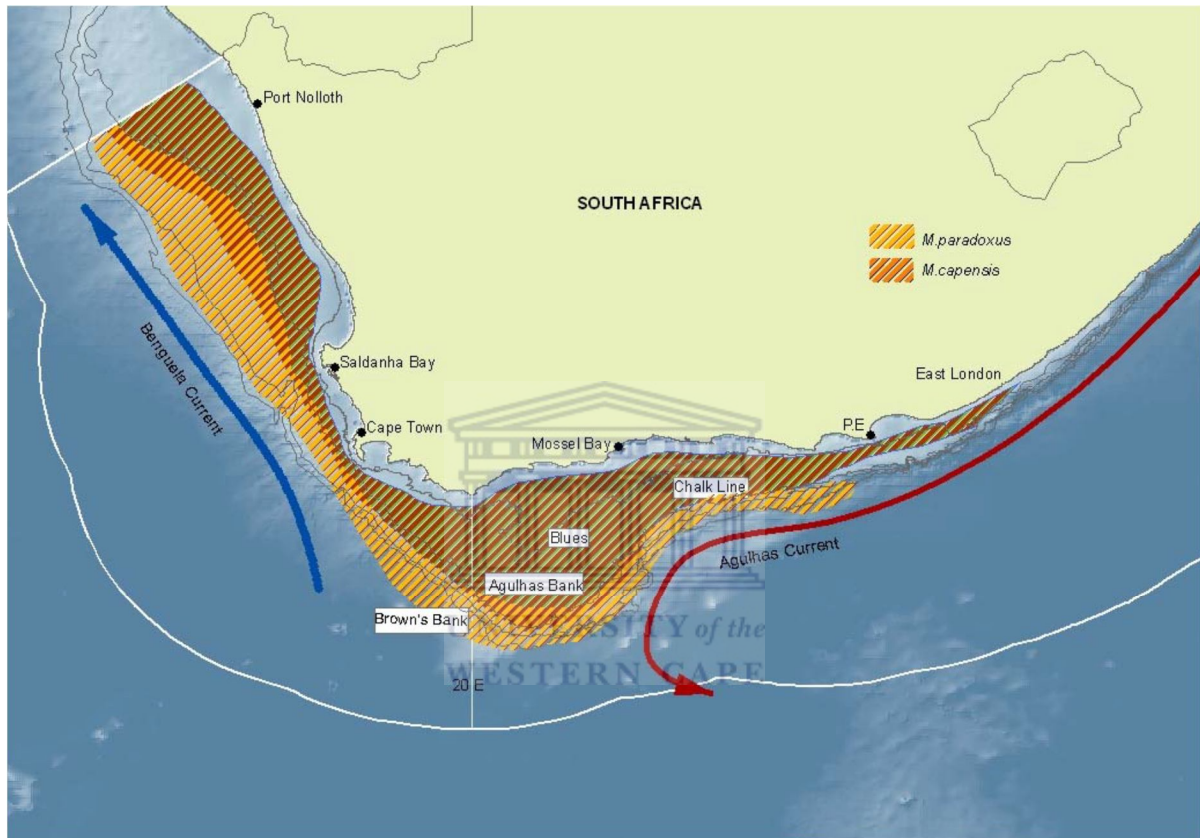 Port Nolloth
SOUTH AFRICA
M.paradoxus
M.capensis
Benguela Current
Saldanha Bay
East London
Cape Town
P.E
Mossel Bay
Chalk Line
Blues
Agulhas Current
Agulhas Bank
Brown's Bank
UNIVERSITY of the
WESTERN CAPE
20 E